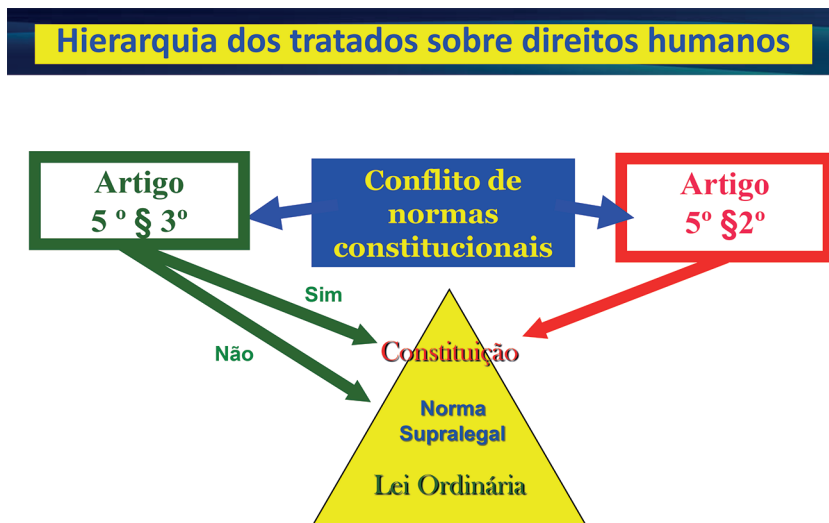 Hierarquia dos tratados sobre direitos humanos
Artigo
5 º § 3º
Conflito de
normas
constitucionais
Artigo
5º §2º
Sim
Não
Constituição
Norma
Supralegal
Lei Ordinária